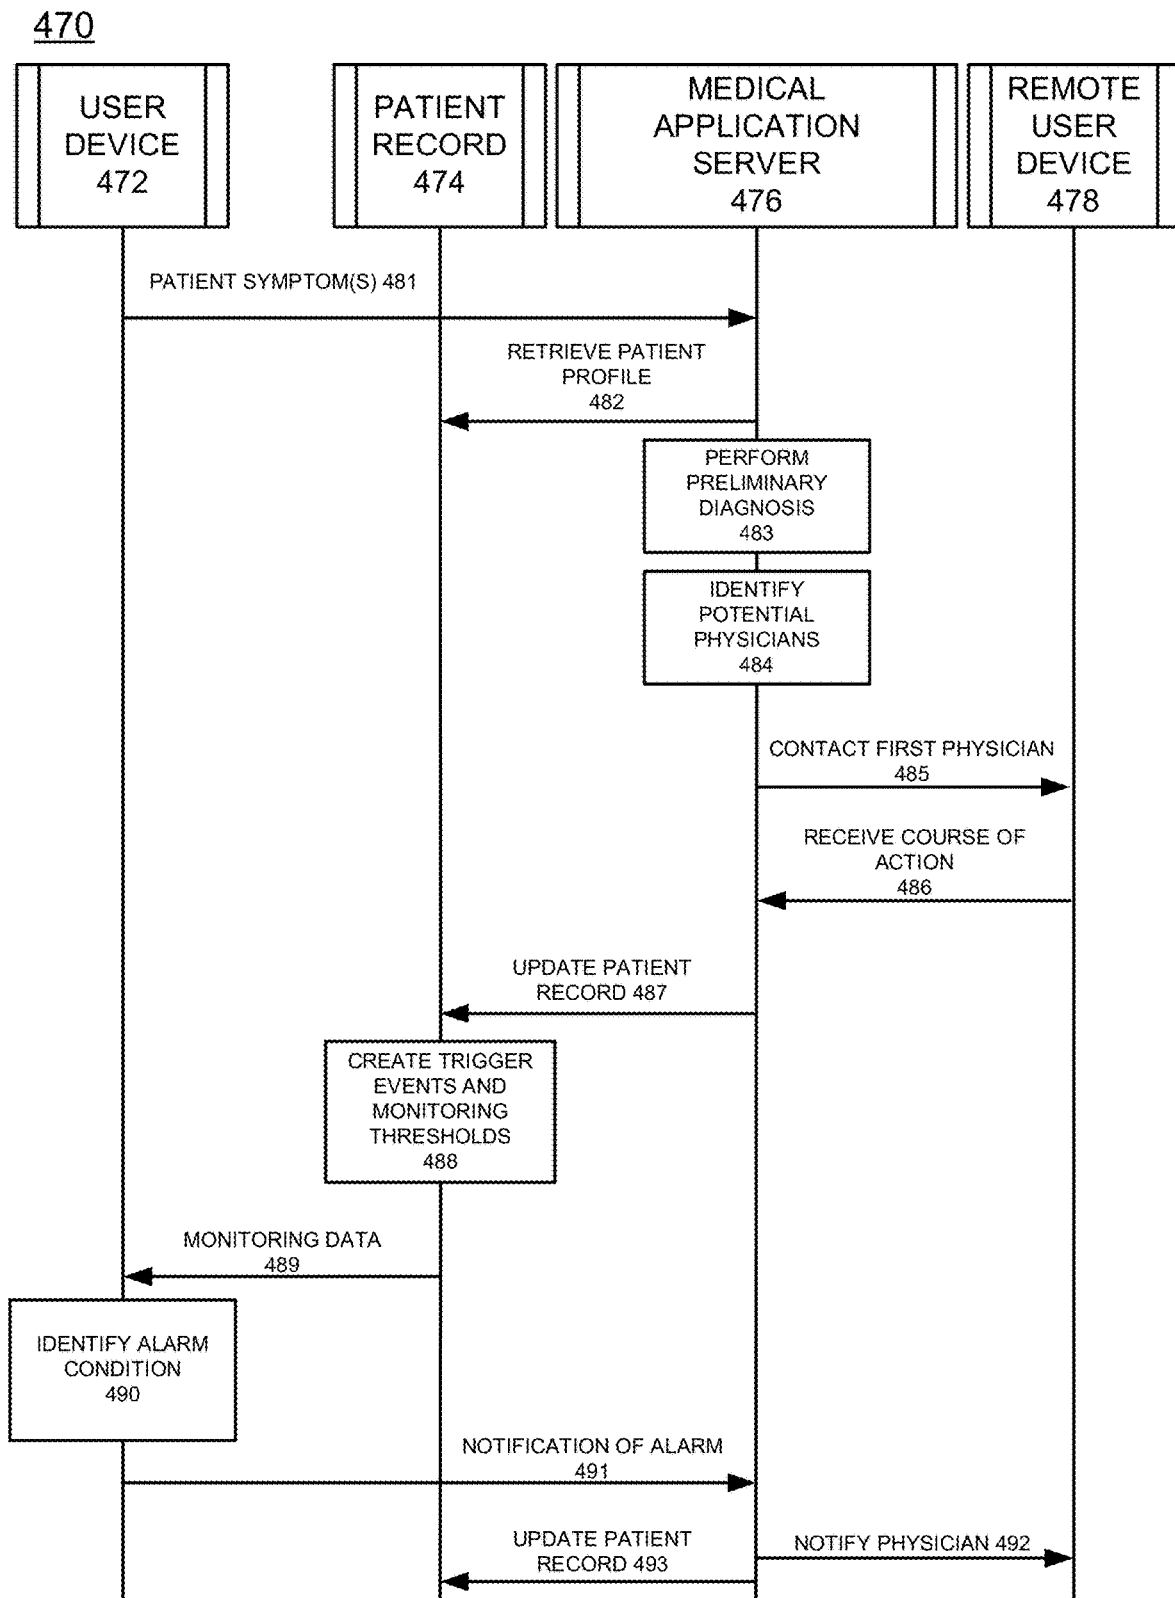 470
USER
DEVICE
472
PATIENT
RECORD
474
MEDICAL
APPLICATION
SERVER
476
REMOTE
USER
DEVICE
478
PATIENT SYMPTOM(S) 481
RETRIEVE PATIENT
PROFILE
482
PERFORM
PRELIMINARY
DIAGNOSIS
483
IDENTIFY
POTENTIAL
PHYSICIANS
484
CONTACT FIRST PHYSICIAN
485
RECEIVE COURSE OF
ACTION
486
UPDATE PATIENT
RECORD 487
CREATE TRIGGER
EVENTS AND
MONITORING
THRESHOLDS
488
MONITORING DATA
489
IDENTIFY ALARM
CONDITION
490
NOTIFICATION OF ALARM
491
UPDATE PATIENT
RECORD 493
NOTIFY PHYSICIAN 492